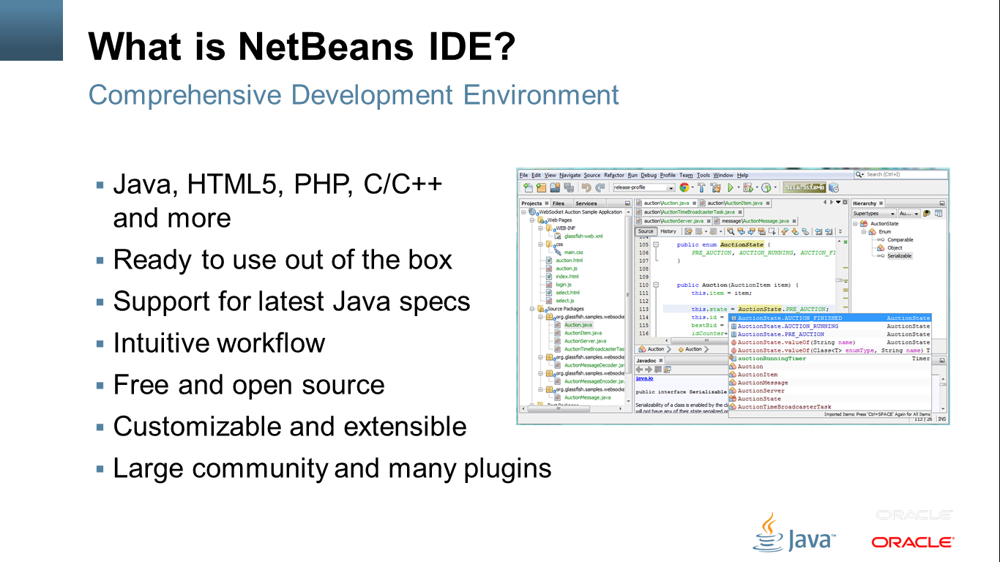 What is NetBeans IDE?
Comprehensive Development Environment
Java, HTML5, PHP, C/C++
and more
Ready to use out of the box
Support for latest Java specs
Intuitive workflow
Free and open source
Customizable and extensible
Large community and many plugins
File Edit View Navigate Source Refactor Run Debug Profile Team Tools Window Help
Search (Ctrl+I)
release-profile
311.6/353.8MB
Projects Files Services
WebSocket Auction Sample Application
Web Pages
WEB-INF
glassfish-web.xml
css
main.css
auction.html
auction.js
index.html
login.js
select.html
select.js
Source Packages
org.glassfish.samples.websocke
Auction.java
AuctionItem.java
AuctionServer.java
AuctionTimeBroadcasterTas
org.glassfish.samples.websocke
AuctionMessageDecoder.jav
org.glassfish.samples.websocke
AuctionMessageEncoder.jav
org.glassfish.samples.websocke
AuctionMessage.java
auction\Auction.java auction\AuctionItem.java
auction\AuctionTimeBroadcasterTask.java
auction\AuctionServer.java message\AuctionMessage.java
Source History
105 public enum AuctionState {
106 PRE_AUCTION, AUCTION_RUNNING, AUCTION_FI
107 }
108
109
110 public Auction(AuctionItem item) {
111 this.item = item;
112
113 this.state = AuctionState.PRE_AUCTION;
114 this.id =
115 bestBid =
116 idCounter+
AuctionState.AUCTION_FINISHED AuctionState
AuctionState.AUCTION_RUNNING AuctionState
AuctionState.PRE_AUCTION AuctionState
AuctionState.valueOf(String name) AuctionState
AuctionState.valueOf(Class<T> enumType, String name) T
auctionRunningTimer Timer
Auction
AuctionItem
AuctionMessage
AuctionServer
AuctionState
AuctionTimeBroadcasterTask
Imported Items; Press 'Ctrl+SPACE' Again for All Items
Auction Auction
Javadoc
java.io
public interface Serializable
Serializability of a class is enabled by the cla
will not have any of their state serialized or
113 | 26 INS
Hierarchy
Supertypes Au...
AuctionState
Enum
Comparable
Object
Serializable
ORACLE
Java™
ORACLE®